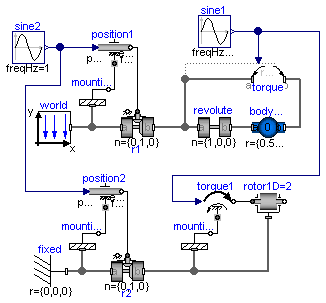 sine2
freqHz=1
position1
p... f...
sine1
freqHz...
mounti...
torque
a
world
y
x
revolute
body...
a b
n={0,1,0}
r1
n={1,0,0}
r={0.5...
position2
p... f...
torque1
rotor1D=2
mounti...
mounti...
fixed
a b
n={0,1,0}
r2
r={0,0,0}